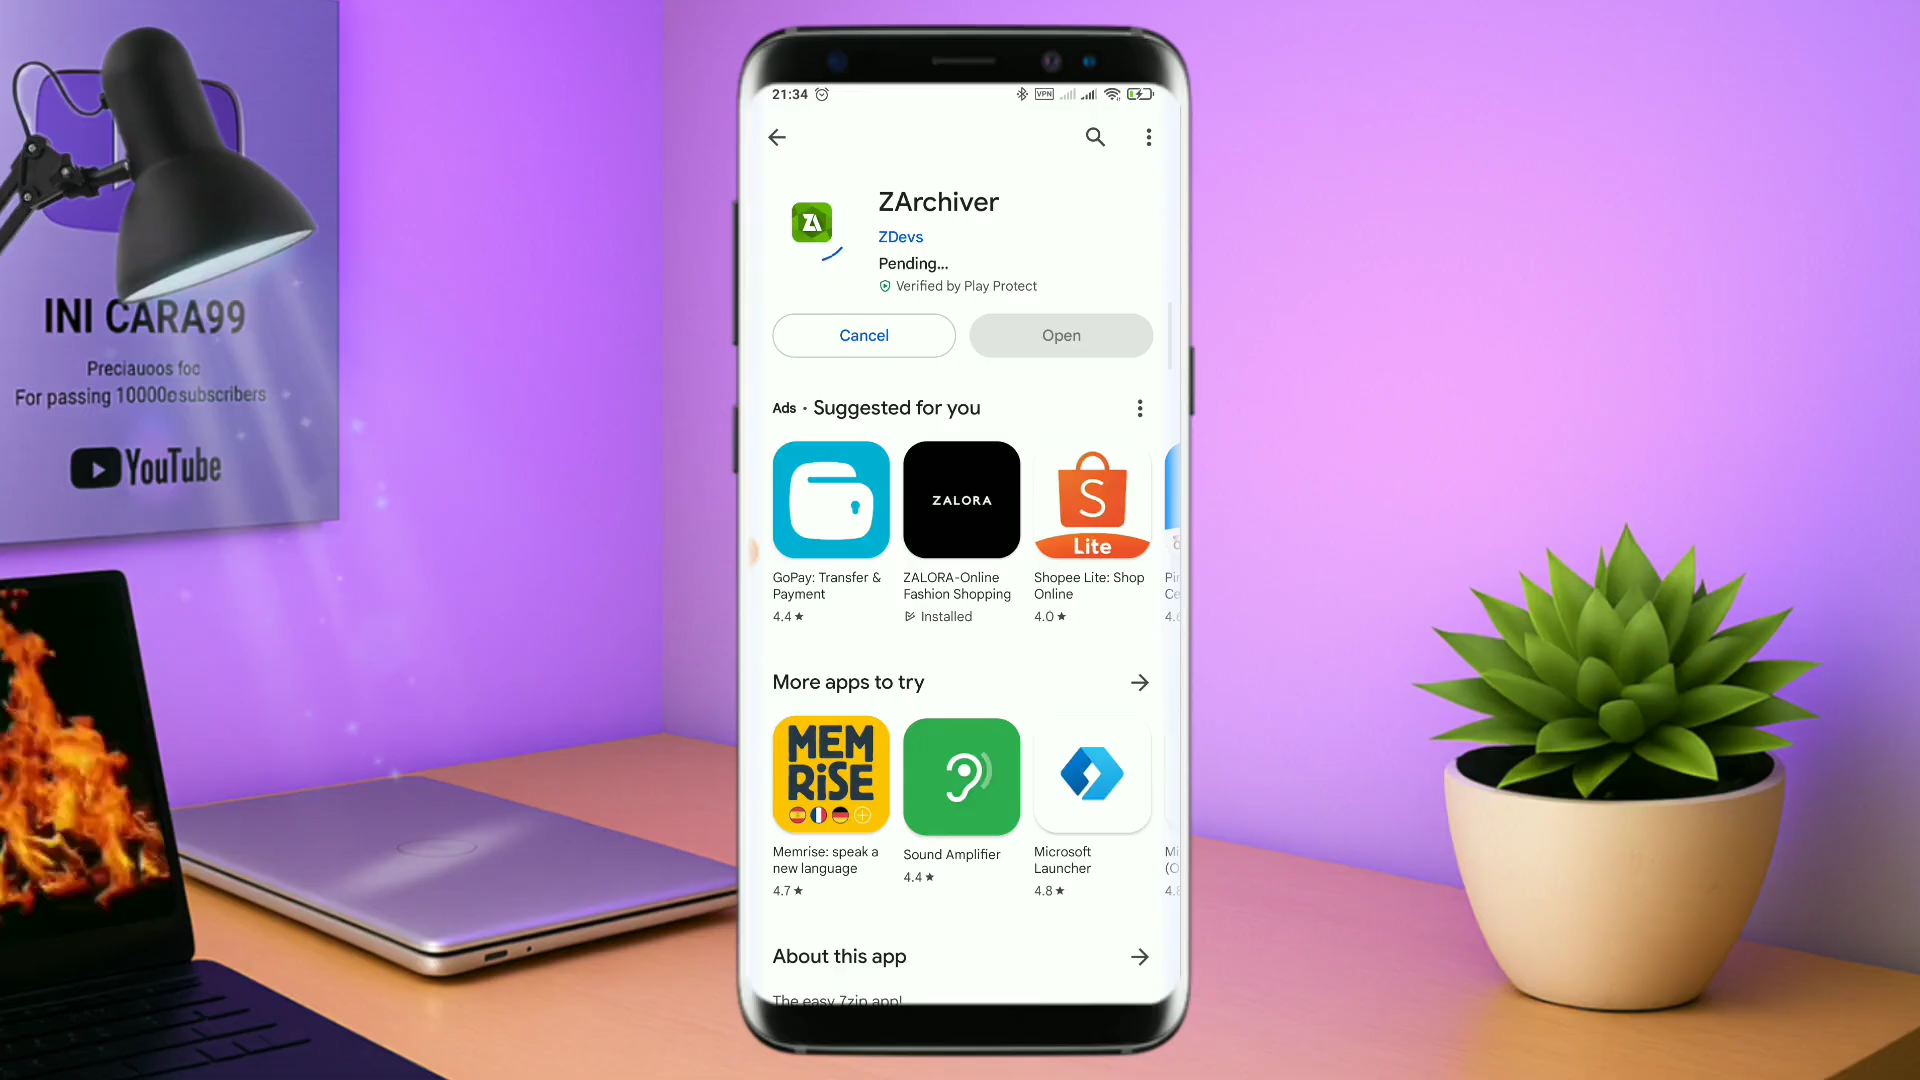 INI CARA99
Preciauoos foc
For passing 10000osubscribers
YouTube
21:34
VPN
ZArchiver
ZA
ZDevs
Pending...
Verified by Play Protect
Cancel
Open
Ads • Suggested for you
ZALORA
S
Lite
GoPay: Transfer &
Payment
4.4 ★
ZALORA-Online
Fashion Shopping
Installed
Shopee Lite: Shop
Online
4.0 ★
More apps to try
MEM
RiSE
Memrise: speak a
new language
4.7 ★
Sound Amplifier
4.4 ★
Microsoft
Launcher
4.8 ★
About this app
The easy 7zip app!